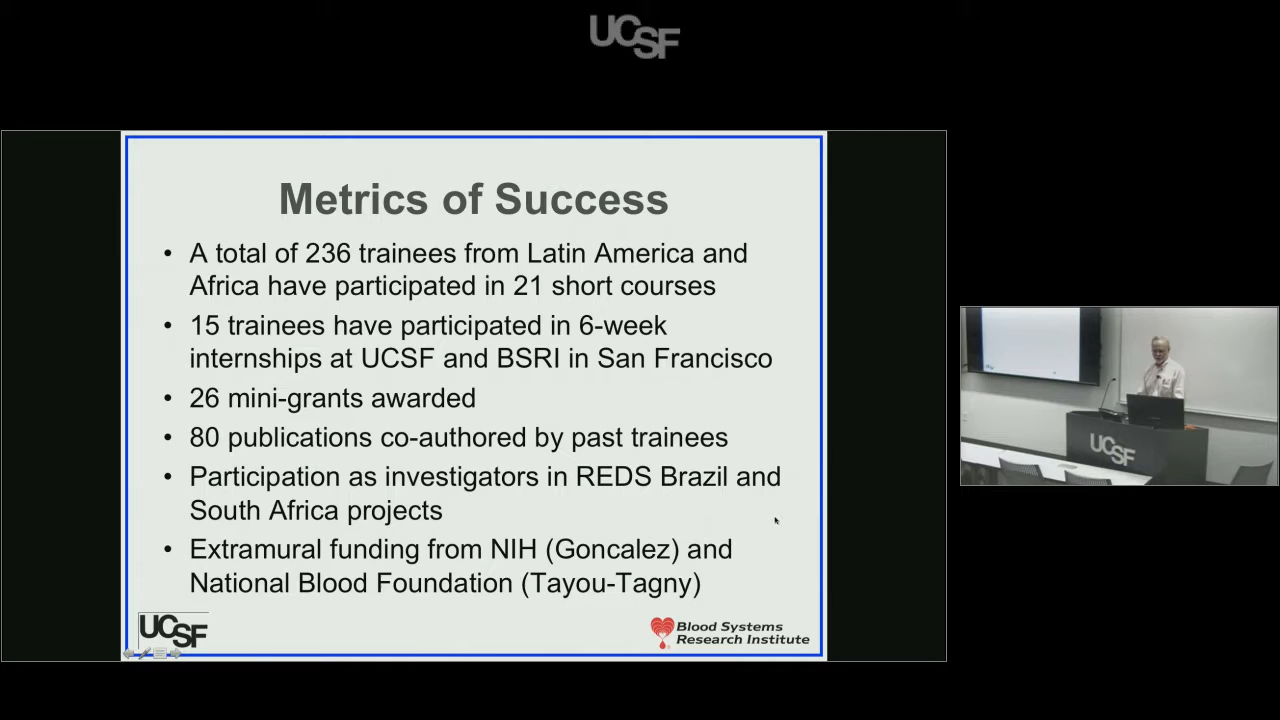 UCSF
Metrics of Success
• A total of 236 trainees from Latin America and
Africa have participated in 21 short courses
• 15 trainees have participated in 6-week
internships at UCSF and BSRI in San Francisco
• 26 mini-grants awarded
• 80 publications co-authored by past trainees
• Participation as investigators in REDS Brazil and
South Africa projects
• Extramural funding from NIH (Goncalez) and
National Blood Foundation (Tayou-Tagny)
UCSF
Blood Systems
Research Institute
UCSF